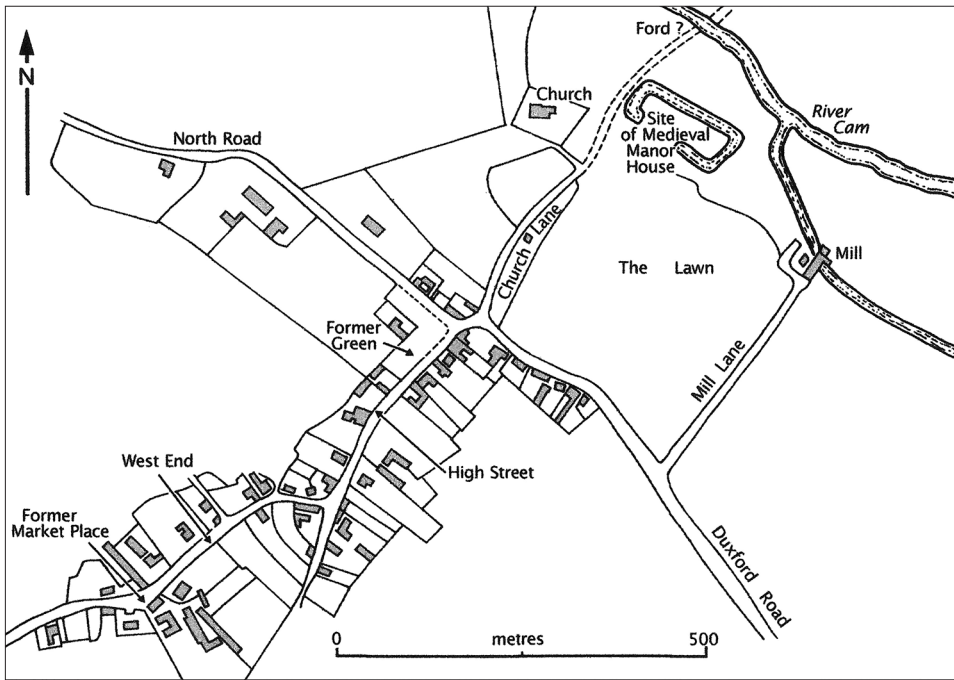 Ford ?
N
Church
North Road
River
Cam
Site
of Medieval
Manor
House
Church Lane
The Lawn
Mill
Former
Green
Mill Lane
West End
High Street
Former
Market Place
Duxford Road
0 metres 500